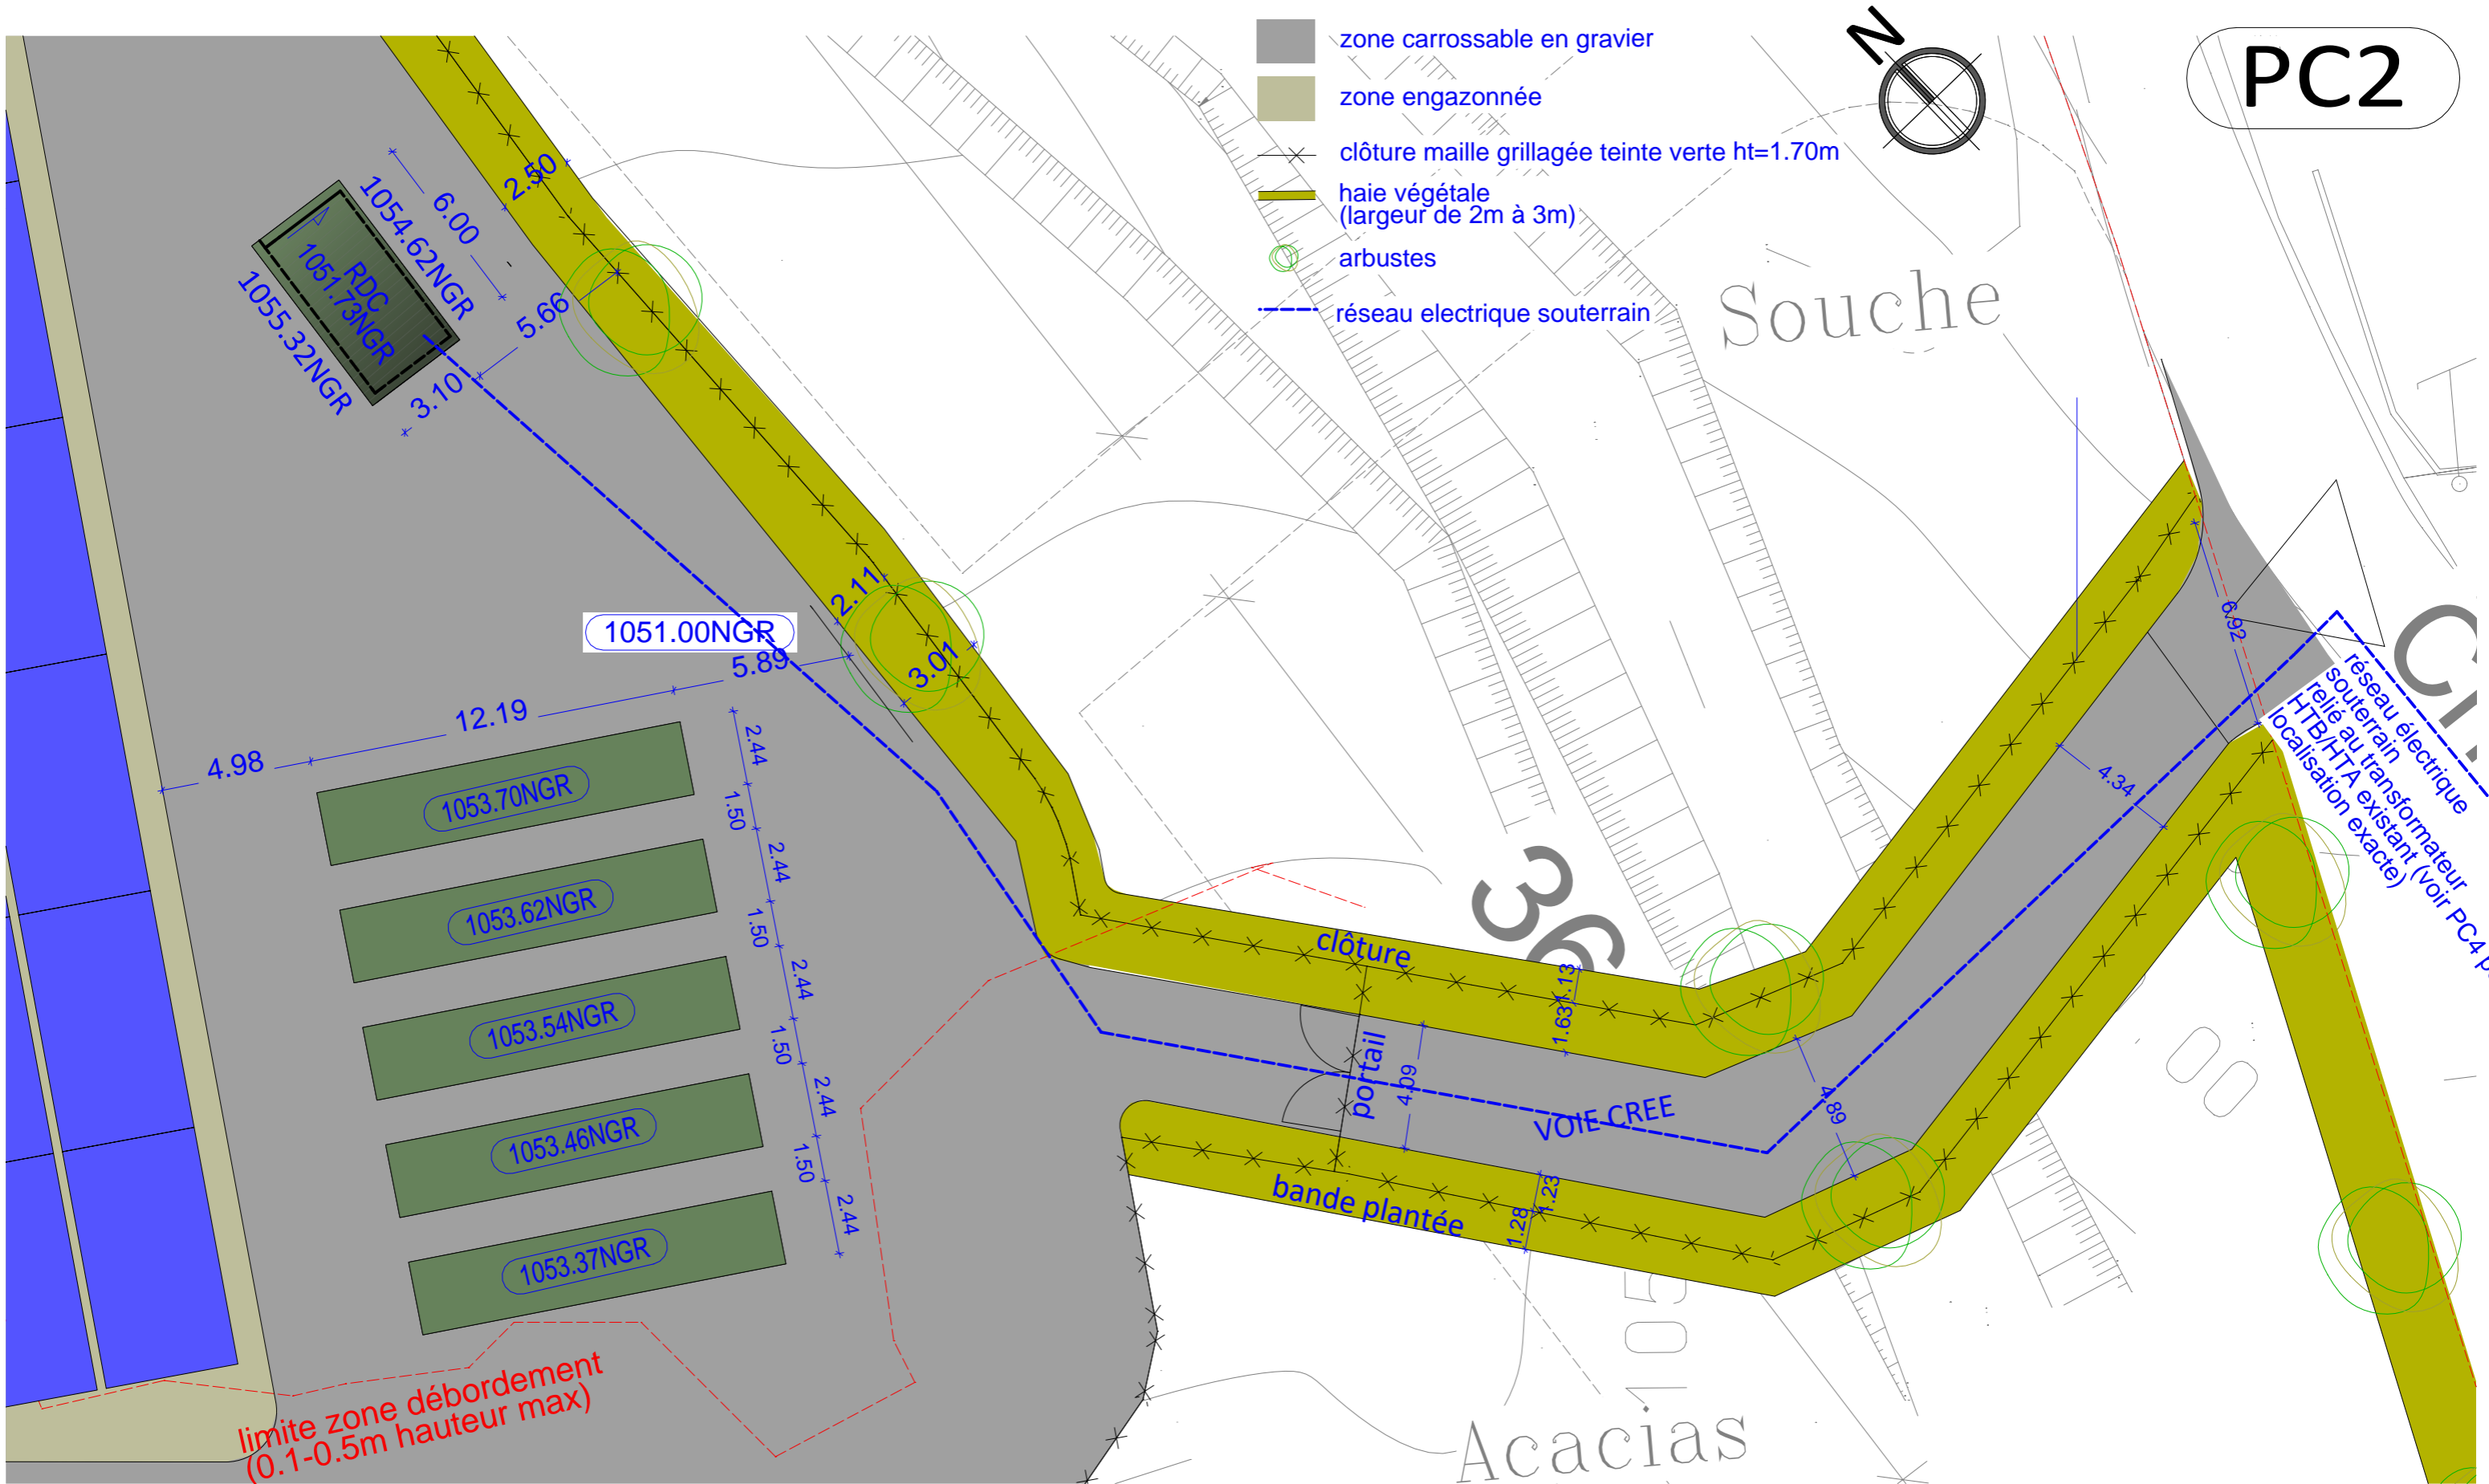 zone carrossable en gravier
zone engazonnée
clôture maille grillagée teinte verte ht=1.70m
haie végétale
(largeur de 2m à 3m)
arbustes
réseau electrique souterrain
N
PC2
Souche
2.50
6.00
1054.62NGR
RDC
1051.73NGR
1055.32NGR
5.66
3.10
2.11
1051.00NGR
5.89
3.01
12.19
4.98
2.44
1.50
2.44
1.50
2.44
1.50
2.44
1.50
2.44
1053.70NGR
1053.62NGR
1053.54NGR
1053.46NGR
1053.37NGR
6.92
réseau électrique
souterrain
relié au transformateur
HTB/HTA existant (voir PC4 p
localisation exacte)
4.34
36
clôture
1.13
1.63
portail
4.09
VOIE CREE
4.89
bande plantée
1.23
1.28
limite zone débordement
(0.1-0.5m hauteur max)
Acacias